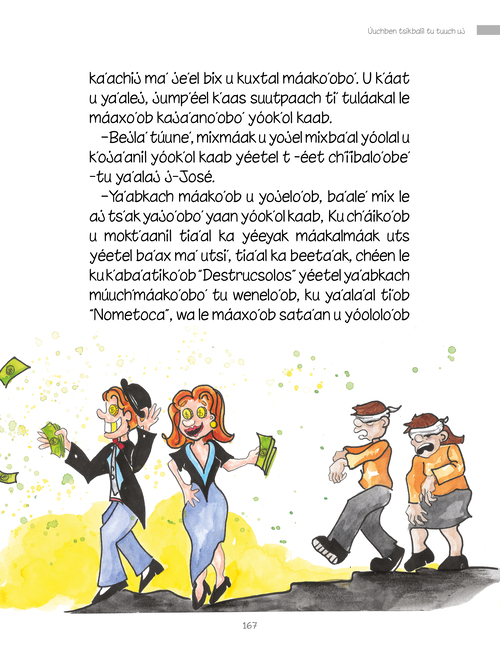 Úuchben tsikbalil tu tuuch uj
ka'achij ma' je'el bix u kuxtal máako'obo'. U k'áat
u ya'alej, jump'éel k'aas suutpaach ti' tuláakal le
máaxo'ob kaja'ano'obo' yóok'ol kaab.
–Bejla' túune', mixmáak u yojel mixba'al yóolal u
k'oja'anil yóok'ol kaab yéetel t -éet ch'i'ibalo'obe'
-tu ya'alaj j-José.
–Ya'abkach máako'ob u yojelo'ob, ba'ale' mix le
aj ts'ak yajo'obo' yaan yóok'ol kaab, Ku ch'áiko'ob
u mokt'aanil tia'al ka yéeyak máakalmáak uts
yéetel ba'ax ma' utsi', tia'al ka beeta'ak, chéen le
ku k'aba'atiko'ob "Destrucsolos" yéetel ya'abkach
múuch'máako'obo' tu wenelo'ob, ku ya'ala'al ti'ob
"Nometoca", wa le máaxo'ob sata'an u yóololo'ob
167